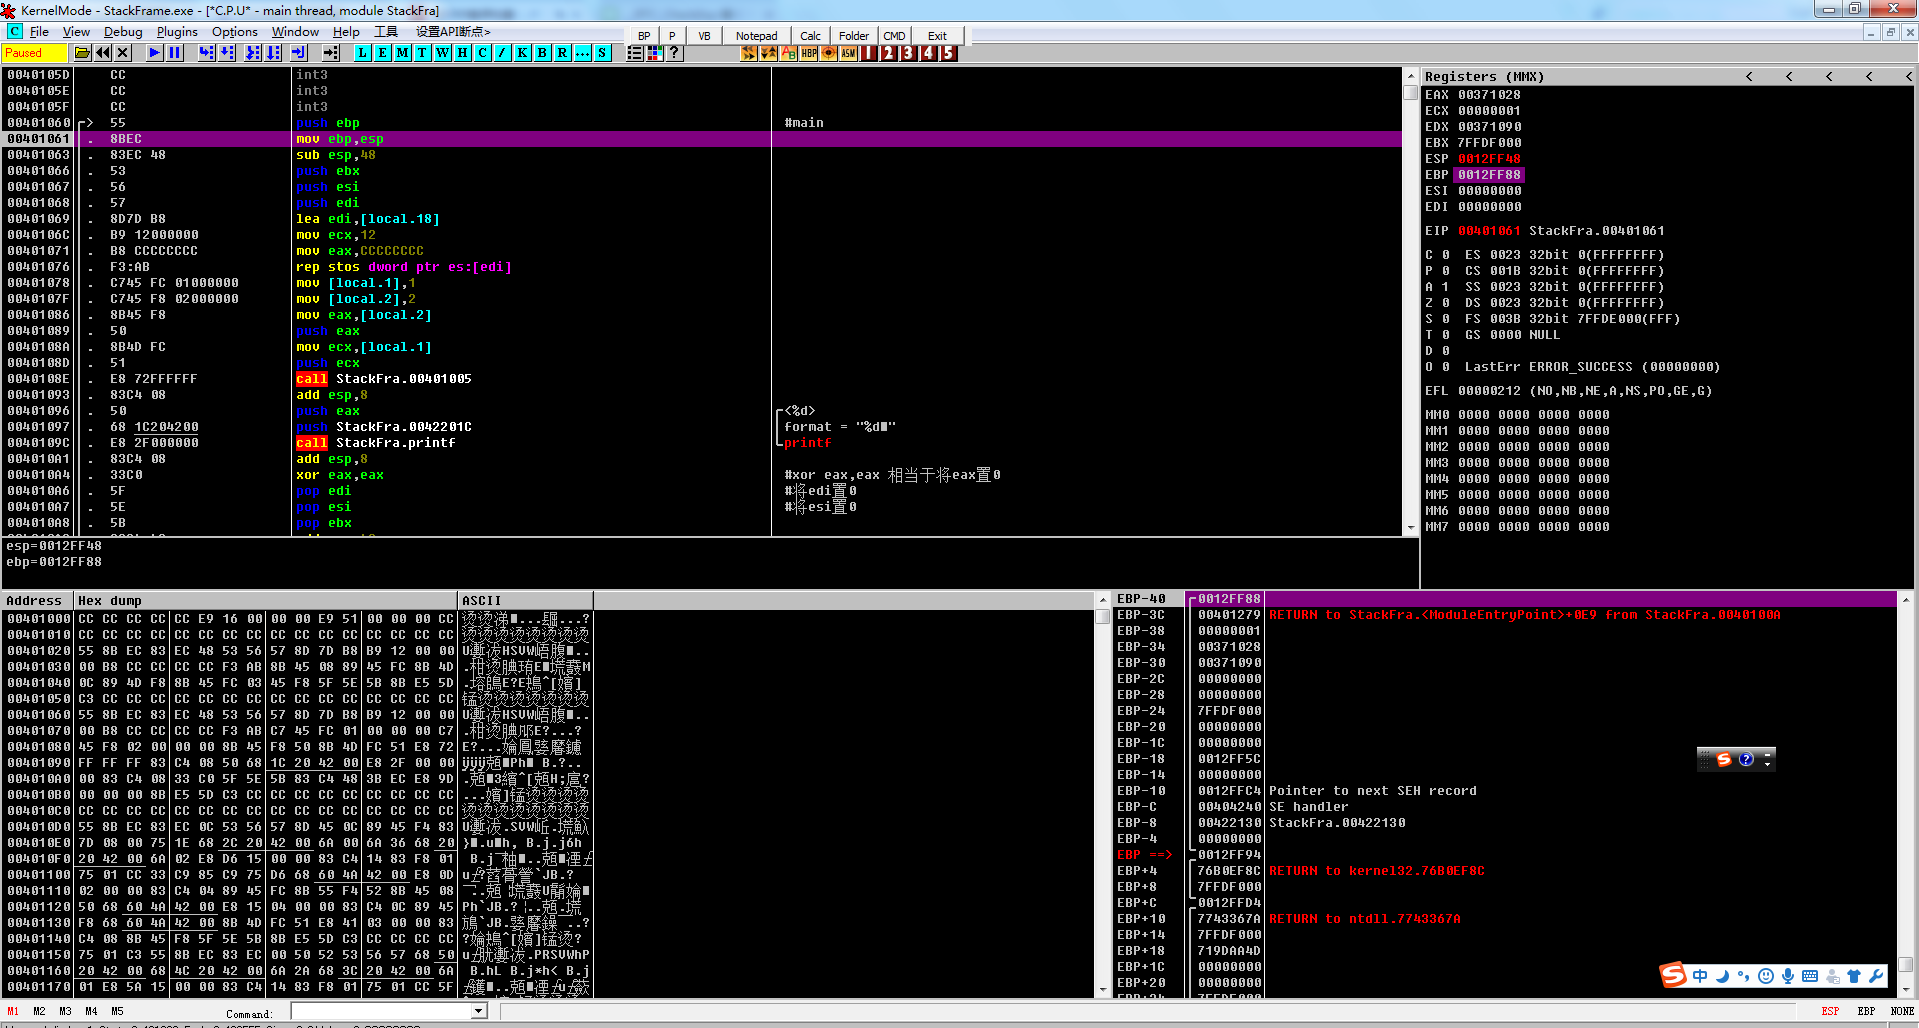 KernelMode - StackFrame.exe - [*C.P.U* - main thread, module StackFra]
File View Debug Plugins Options Window Help 工具 设置API断点>
BP P VB Notepad Calc Folder CMD Exit
Paused L E M T W H C / K B R ... S ? HBP ASM 1 2 3 4 5
0040105D CC int3
0040105E CC int3
0040105F CC int3
00401060 > 55 push ebp #main
00401061 . 8BEC mov ebp,esp
00401063 . 83EC 48 sub esp,48
00401066 . 53 push ebx
00401067 . 56 push esi
00401068 . 57 push edi
00401069 . 8D7D B8 lea edi,[local.18]
0040106C . B9 12000000 mov ecx,12
00401071 . B8 CCCCCCCC mov eax,CCCCCCCC
00401076 . F3:AB rep stos dword ptr es:[edi]
00401078 . C745 FC 01000000 mov [local.1],1
0040107F . C745 F8 02000000 mov [local.2],2
00401086 . 8B45 F8 mov eax,[local.2]
00401089 . 50 push eax
0040108A . 8B4D FC mov ecx,[local.1]
0040108D . 51 push ecx
0040108E . E8 72FFFFFF call StackFra.00401005
00401093 . 83C4 08 add esp,8
00401096 . 50 push eax <%d>
00401097 . 68 1C204200 push StackFra.0042201C format = "%d■"
0040109C . E8 2F000000 call StackFra.printf printf
004010A1 . 83C4 08 add esp,8
004010A4 . 33C0 xor eax,eax #xor eax,eax 相当于将eax置0
004010A6 . 5F pop edi #将edi置0
004010A7 . 5E pop esi #将esi置0
004010A8 . 5B pop ebx
esp=0012FF48
ebp=0012FF88
Registers (MMX) < < < < <
EAX 00371028
ECX 00000001
EDX 00371090
EBX 7FFDF000
ESP 0012FF48
EBP 0012FF88
ESI 00000000
EDI 00000000
EIP 00401061 StackFra.00401061
C 0 ES 0023 32bit 0(FFFFFFFF)
P 0 CS 001B 32bit 0(FFFFFFFF)
A 1 SS 0023 32bit 0(FFFFFFFF)
Z 0 DS 0023 32bit 0(FFFFFFFF)
S 0 FS 003B 32bit 7FFDE000(FFF)
T 0 GS 0000 NULL
D 0
O 0 LastErr ERROR_SUCCESS (00000000)
EFL 00000212 (NO,NB,NE,A,NS,PO,GE,G)
MM0 0000 0000 0000 0000
MM1 0000 0000 0000 0000
MM2 0000 0000 0000 0000
MM3 0000 0000 0000 0000
MM4 0000 0000 0000 0000
MM5 0000 0000 0000 0000
MM6 0000 0000 0000 0000
MM7 0000 0000 0000 0000
Address Hex dump ASCII
00401000 CC CC CC CC CC E9 16 00 00 00 E9 51 00 00 00 CC
00401010 CC CC CC CC CC CC CC CC CC CC CC CC CC CC CC CC
00401020 55 8B EC 83 EC 48 53 56 57 8D 7D B8 B9 12 00 00
00401030 00 B8 CC CC CC CC F3 AB 8B 45 08 89 45 FC 8B 4D
00401040 0C 89 4D F8 8B 45 FC 03 45 F8 5F 5E 5B 8B E5 5D
00401050 C3 CC CC CC CC CC CC CC CC CC CC CC CC CC CC CC
00401060 55 8B EC 83 EC 48 53 56 57 8D 7D B8 B9 12 00 00
00401070 00 B8 CC CC CC CC F3 AB C7 45 FC 01 00 00 00 C7
00401080 45 F8 02 00 00 00 8B 45 F8 50 8B 4D FC 51 E8 72
00401090 FF FF FF 83 C4 08 50 68 1C 20 42 00 E8 2F 00 00
004010A0 00 83 C4 08 33 C0 5F 5E 5B 83 C4 48 3B EC E8 9D
004010B0 00 00 00 8B E5 5D C3 CC CC CC CC CC CC CC CC CC
004010C0 CC CC CC CC CC CC CC CC CC CC CC CC CC CC CC CC
004010D0 55 8B EC 83 EC 0C 53 56 57 8D 45 0C 89 45 F4 83
004010E0 7D 08 00 75 1E 68 2C 20 42 00 6A 00 6A 36 68 20
004010F0 20 42 00 6A 02 E8 D6 15 00 00 83 C4 14 83 F8 01
00401100 75 01 CC 33 C9 85 C9 75 D6 68 60 4A 42 00 E8 0D
00401110 02 00 00 83 C4 04 89 45 FC 8B 55 F4 52 8B 45 08
00401120 50 68 60 4A 42 00 E8 15 04 00 00 83 C4 0C 89 45
00401130 F8 68 60 4A 42 00 8B 4D FC 51 E8 41 03 00 00 83
00401140 C4 08 8B 45 F8 5F 5E 5B 8B E5 5D C3 CC CC CC CC
00401150 75 01 C3 55 8B EC 83 EC 00 50 52 53 56 57 68 50
00401160 20 42 00 68 4C 20 42 00 6A 2A 68 3C 20 42 00 6A
00401170 01 E8 5A 15 00 00 83 C4 14 83 F8 01 75 01 CC 5F
EBP-40 0012FF88
EBP-3C 00401279 RETURN to StackFra.<ModuleEntryPoint>+0E9 from StackFra.0040100A
EBP-38 00000001
EBP-34 00371028
EBP-30 00371090
EBP-2C 00000000
EBP-28 00000000
EBP-24 7FFDF000
EBP-20 00000000
EBP-1C 00000000
EBP-18 0012FF5C
EBP-14 00000000
EBP-10 0012FFC4 Pointer to next SEH record
EBP-C 00404240 SE handler
EBP-8 00422130 StackFra.00422130
EBP-4 00000000
EBP ==> 0012FF94
EBP+4 76B0EF8C RETURN to kernel32.76B0EF8C
EBP+8 7FFDF000
EBP+C 0012FFD4
EBP+10 7743367A RETURN to ntdll.7743367A
EBP+14 7FFDF000
EBP+18 719DAA4D
EBP+1C 00000000
EBP+20 00000000
中
M1 M2 M3 M4 M5 Command: ESP EBP NONE